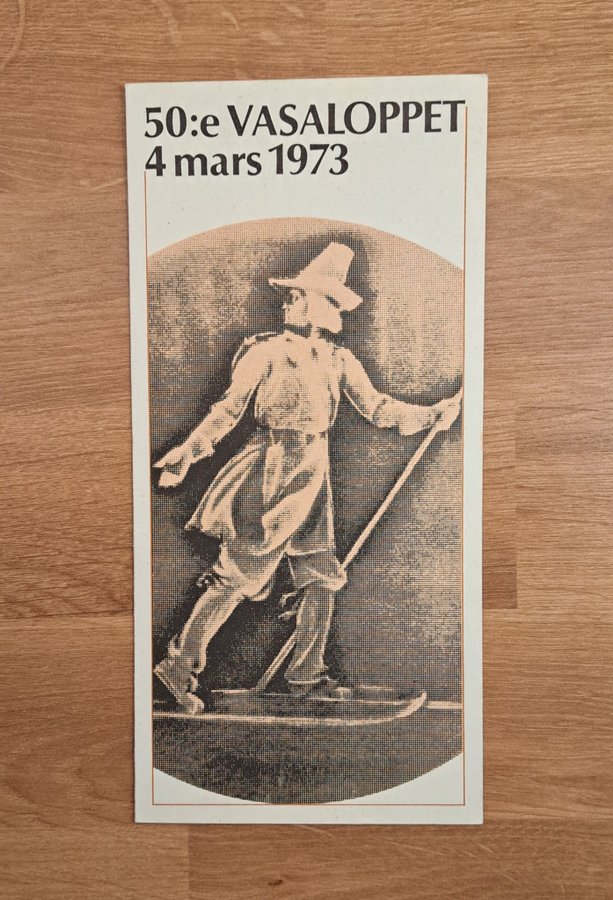 50:e VASALOPPET
4 mars 1973